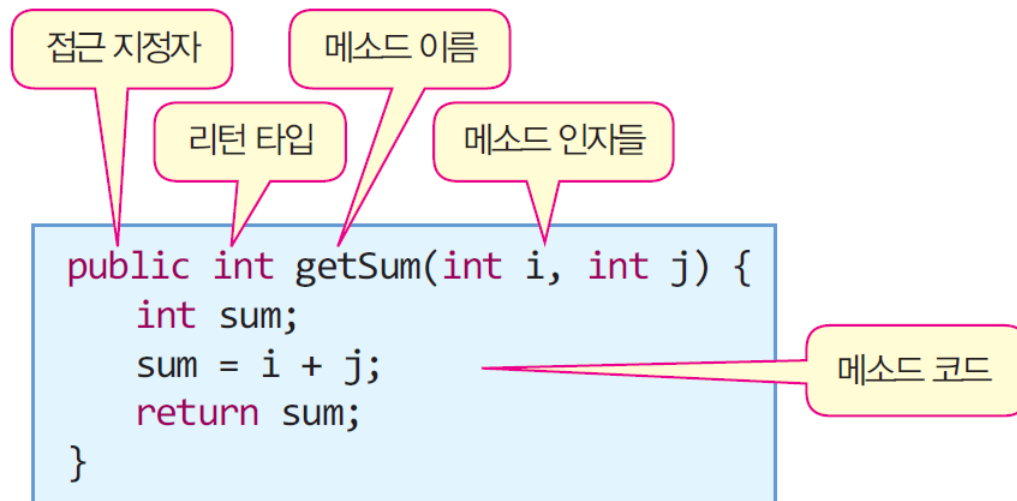 접근 지정자
메소드 이름
리턴 타입
메소드 인자들
public int getSum(int i, int j) {
int sum;
sum = i + j;
return sum;
}
메소드 코드